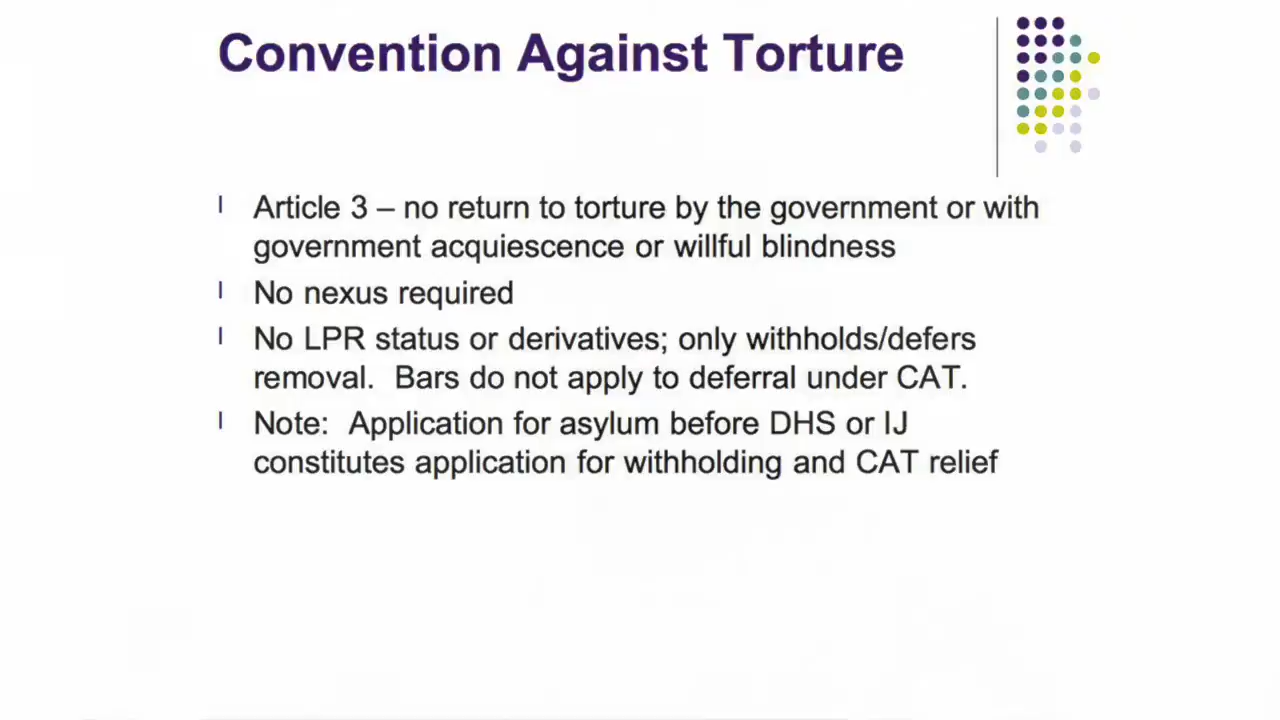 Convention Against Torture
Article 3 – no return to torture by the government or with
government acquiescence or willful blindness
No nexus required
No LPR status or derivatives; only withholds/defers
removal.  Bars do not apply to deferral under CAT.
Note:  Application for asylum before DHS or IJ
constitutes application for withholding and CAT relief